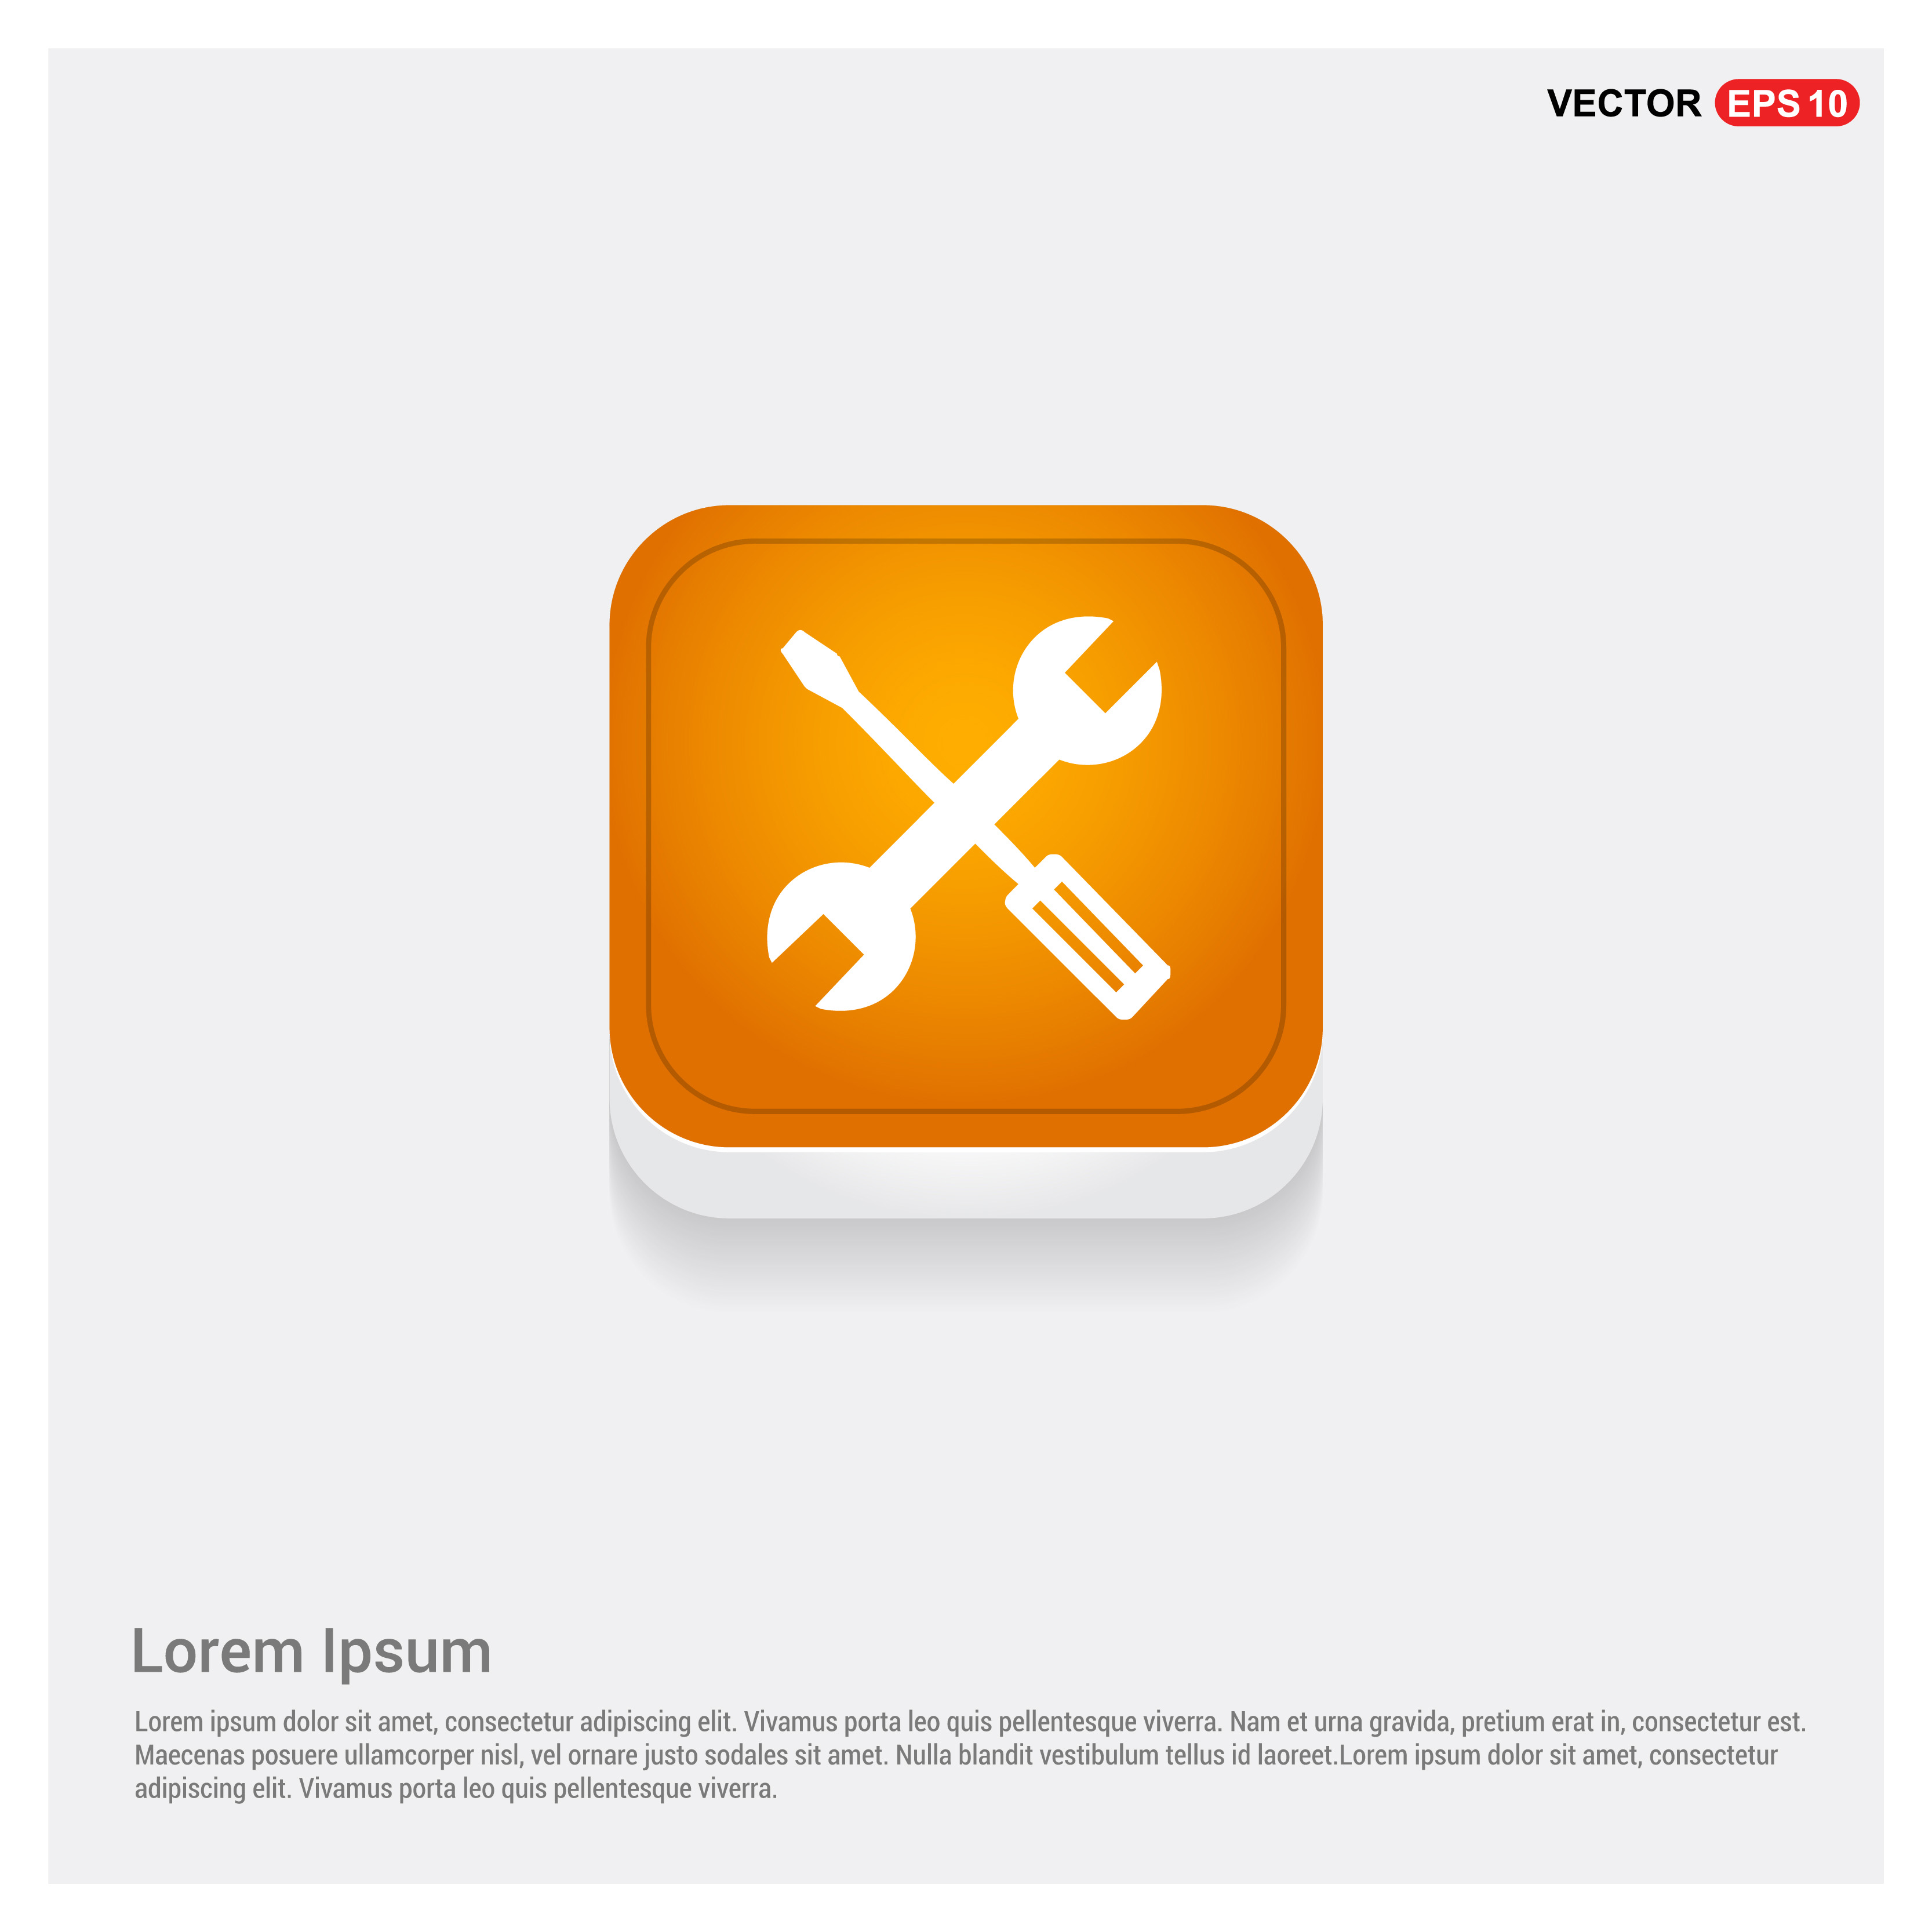 VECTOR EPS 10
Lorem Ipsum
Lorem ipsum dolor sit amet, consectetur adipiscing elit. Vivamus porta leo quis pellentesque viverra. Nam et urna gravida, pretium erat in, consectetur est.
Maecenas posuere ullamcorper nisl, vel ornare justo sodales sit amet. Nulla blandit vestibulum tellus id laoreet.Lorem ipsum dolor sit amet, consectetur
adipiscing elit. Vivamus porta leo quis pellentesque viverra.